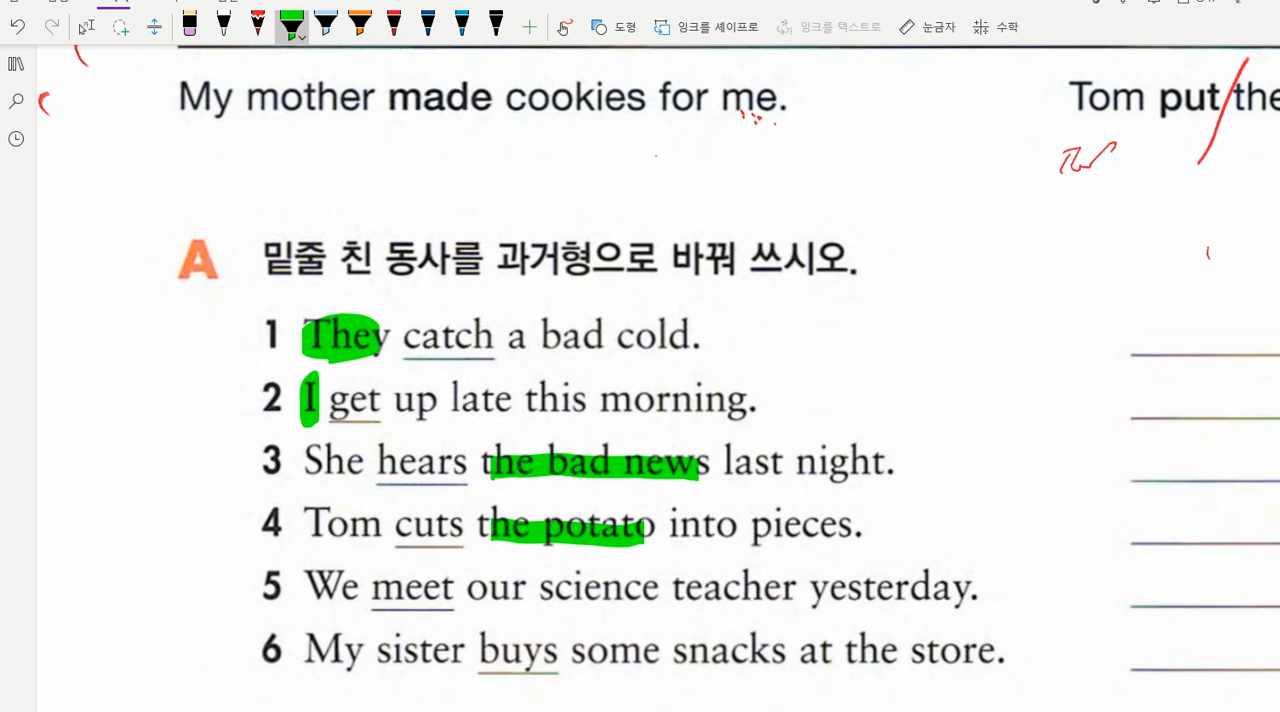 도형
잉크를 셰이프로
잉크를 텍스트로
눈금자
수학
My mother made cookies for me.
Tom put the
A 밑줄 친 동사를 과거형으로 바꿔 쓰시오.
1 They catch a bad cold.
2 I get up late this morning.
3 She hears the bad news last night.
4 Tom cuts the potato into pieces.
5 We meet our science teacher yesterday.
6 My sister buys some snacks at the store.